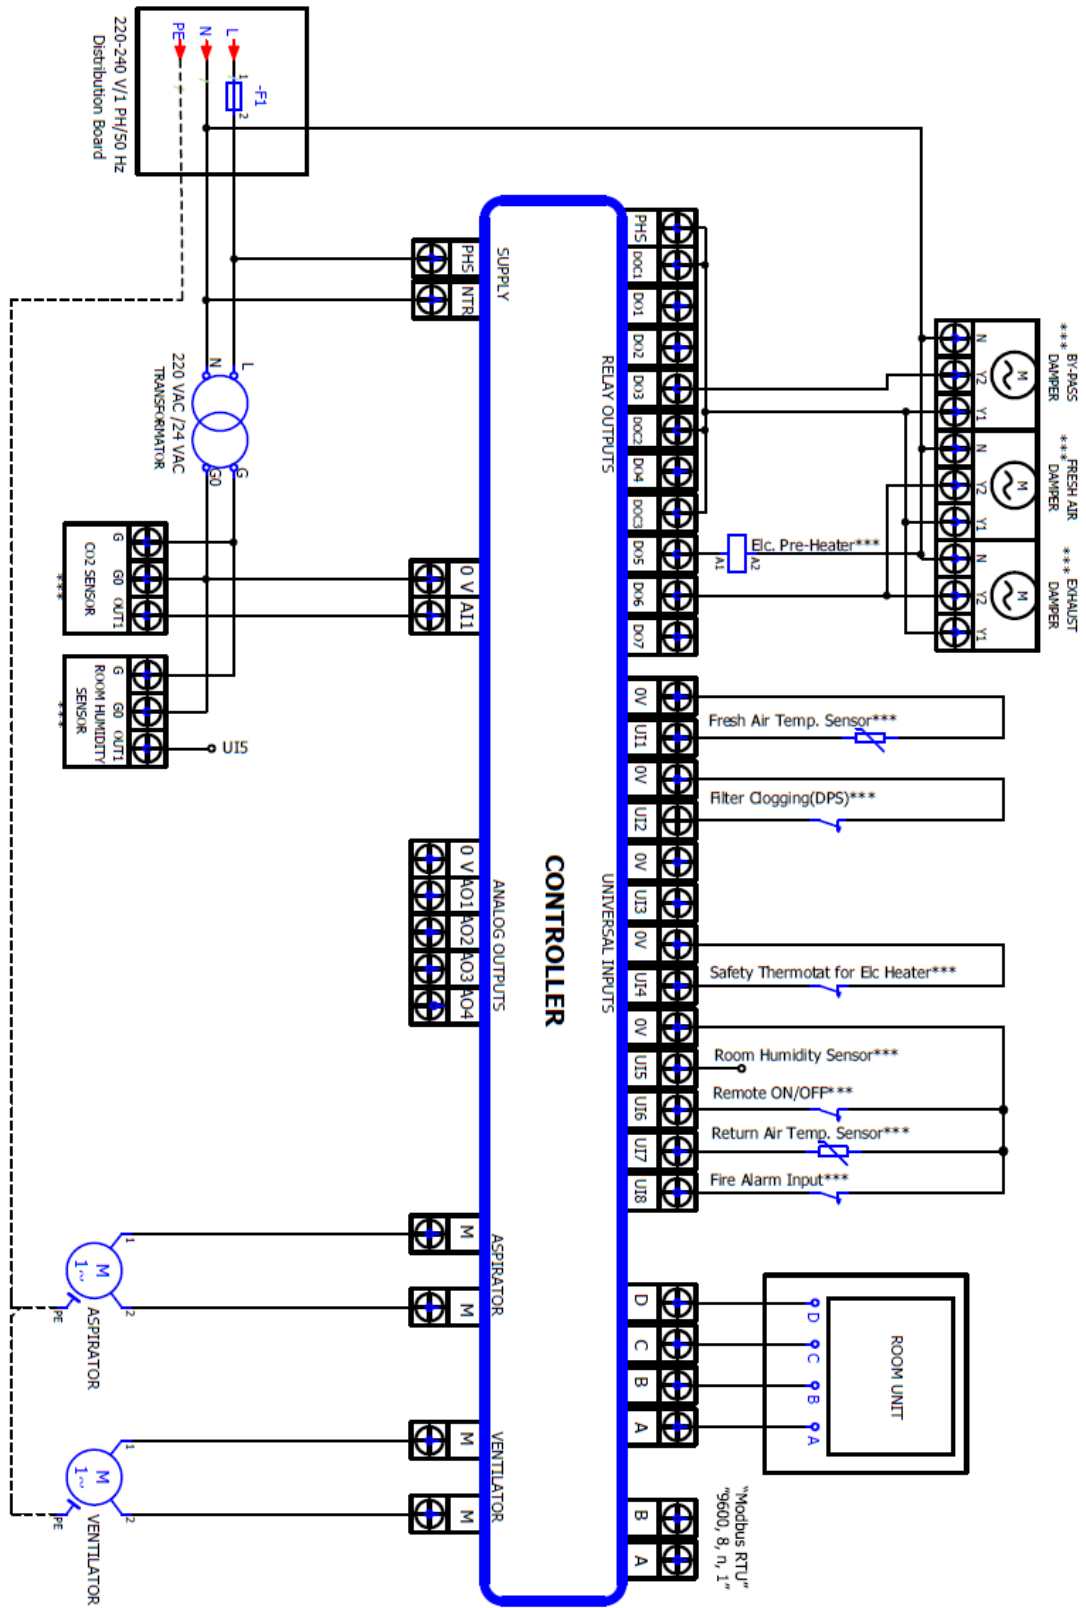 220-240 V/1 PH/50 Hz
Distribution Board
L
N
PE
-F1
1
2
L
N
220 VAC /24 VAC
TRANSFORMATOR
G
G0
SUPPLY
PHS
NTR
0 V
AI1
G
G0
OUT1
CO2 SENSOR
***
G
G0
OUT1
ROOM HUMIDITY
SENSOR
***
UI5
ANALOG OUTPUTS
0 V
AO1
AO2
AO3
AO4
ASPIRATOR
M
M
VENTILATOR
M
M
1
2
PE
M
1~
ASPIRATOR
1
2
PE
M
1~
VENTILATOR
CONTROLLER
RELAY OUTPUTS
PHS
DOC1
DO1
DO2
DO3
DOC2
DO4
DOC3
DO5
DO6
DO7
UNIVERSAL INPUTS
0V
UI1
0V
UI2
0V
UI3
0V
UI4
0V
UI5
UI6
UI7
UI8
D
C
B
A
B
A
N
Y2
Y1
N
Y2
Y1
N
Y2
Y1
M
M
M
*** BY-PASS
DAMPER
FRESH AIR
*** DAMPER
*** EXHAUST
DAMPER
Elc. Pre-Heater***
A1
A2
Fresh Air Temp. Sensor***
Filter Clogging(DPS)***
Safety Thermotat for Elc Heater***
Room Humidity Sensor***
Remote ON/OFF***
Return Air Temp. Sensor***
Fire Alarm Input***
D
C
B
A
ROOM UNIT
"Modbus RTU"
"9600, 8, n, 1"